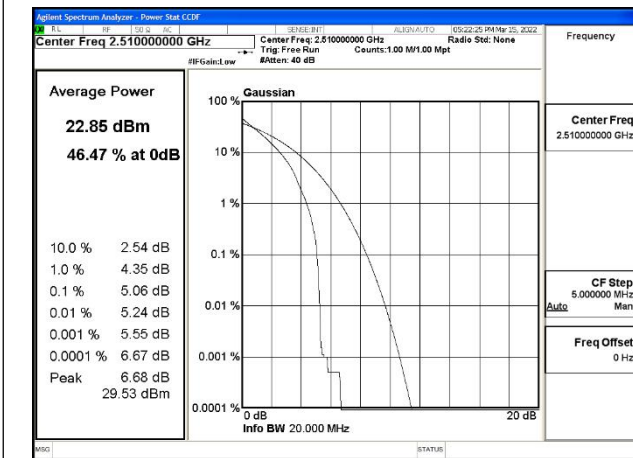 Agilent Spectrum Analyzer - Power Stat CCDF
RL RF 50 Ω AC SENSE:INT ALIGNAUTO 05:22:25 PM Mar 15, 2022
Center Freq 2.510000000 GHz
Center Freq: 2.510000000 GHz Radio Std: None
Trig: Free Run Counts:1.00 M/1.00 Mpt
#IFGain:Low #Atten: 40 dB
Frequency
Average Power
22.85 dBm
46.47 % at 0dB
10.0 % 2.54 dB
1.0 % 4.35 dB
0.1 % 5.06 dB
0.01 % 5.24 dB
0.001 % 5.55 dB
0.0001 % 6.67 dB
Peak 6.68 dB
29.53 dBm
Gaussian
100 %
10 %
1 %
0.1 %
0.01 %
0.001 %
0.0001 %
0 dB 20 dB
Info BW 20.000 MHz
Center Freq
2.510000000 GHz
CF Step
5.000000 MHz
Auto Man
Freq Offset
0 Hz
MSG STATUS